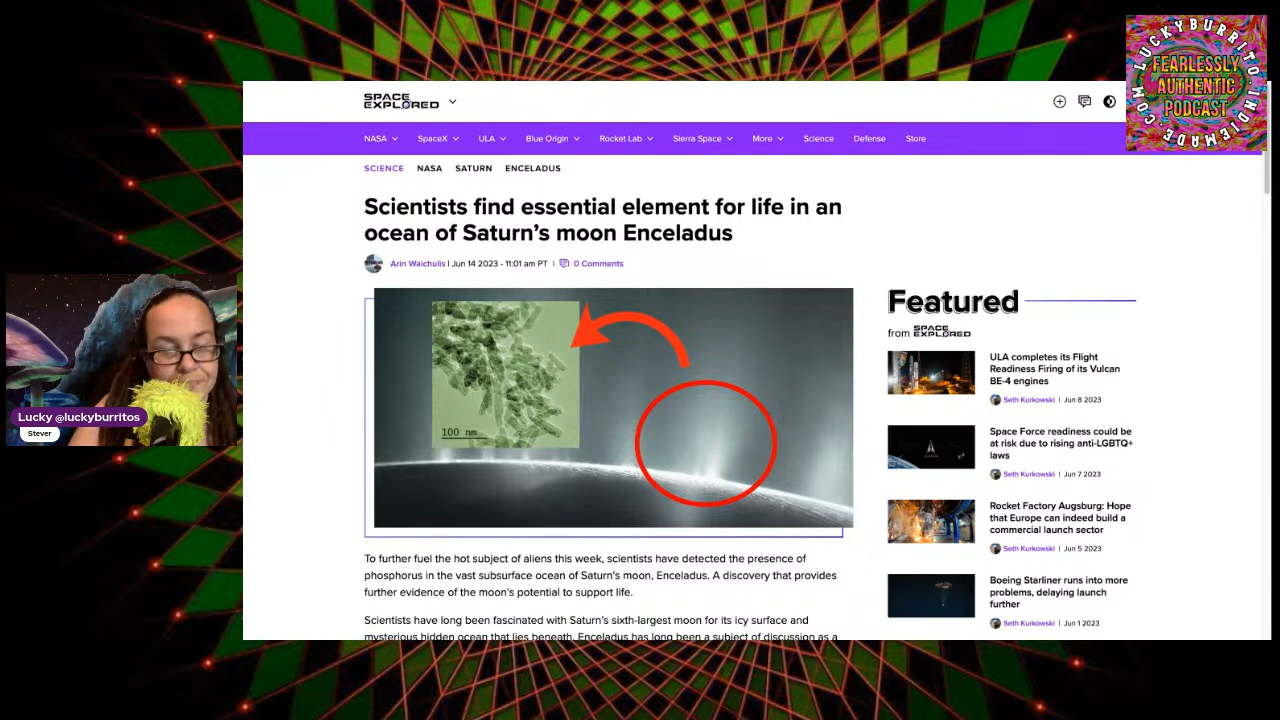 LUCKYBURRITO.INDIEMADE.COM
FEARLESSLY
AUTHENTIC
PODCAST
SPACE
EXPLORED
NASA SpaceX ULA Blue Origin Rocket Lab Sierra Space More Science Defense Store
SCIENCE NASA SATURN ENCELADUS
Scientists find essential element for life in an
ocean of Saturn’s moon Enceladus
Arin Waichulis | Jun 14 2023 - 11:01 am PT | 0 Comments
100 nm
To further fuel the hot subject of aliens this week, scientists have detected the presence of
phosphorus in the vast subsurface ocean of Saturn’s moon, Enceladus. A discovery that provides
further evidence of the moon’s potential to support life.
Scientists have long been fascinated with Saturn’s sixth-largest moon for its icy surface and
mysterious hidden ocean that lies beneath. Enceladus has long been a subject of discussion as a
Featured
from SPACE EXPLORED
ULA completes its Flight
Readiness Firing of its Vulcan
BE-4 engines
Seth Kurkowski | Jun 8 2023
Space Force readiness could be
at risk due to rising anti-LGBTQ+
laws
Seth Kurkowski | Jun 7 2023
Rocket Factory Augsburg: Hope
that Europe can indeed build a
commercial launch sector
Seth Kurkowski | Jun 5 2023
Boeing Starliner runs into more
problems, delaying launch
further
Seth Kurkowski | Jun 1 2023
Lucky @luckyburritos
Stever